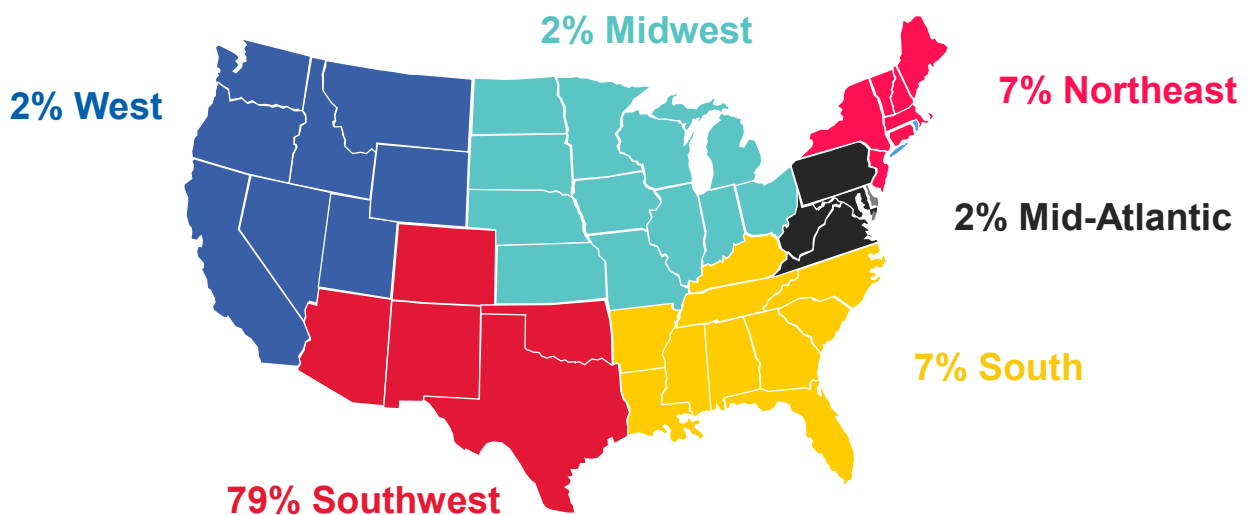 2% Midwest
2% West
7% Northeast
2% Mid-Atlantic
7% South
79% Southwest